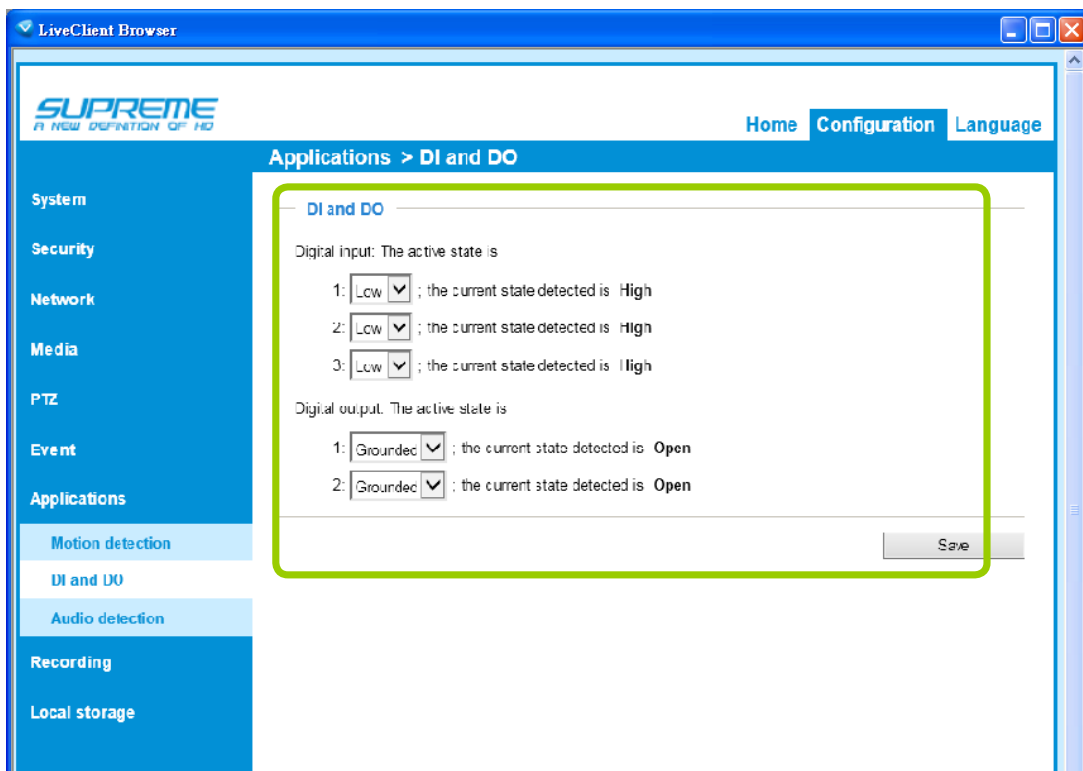 LiveClient Browser
SUPREME
A NEW DEFINITION OF HD
Home Configuration Language
Applications > DI and DO
System
Security
Network
Media
PTZ
Event
Applications
Motion detection
DI and DO
Audio detection
Recording
Local storage
DI and DO
Digital input: The active state is
1: Low ; the current state detected is High
2: Low ; the current state detected is High
3: Low ; the current state detected is High
Digital output: The active state is
1: Grounded ; the current state detected is Open
2: Grounded ; the current state detected is Open
Save